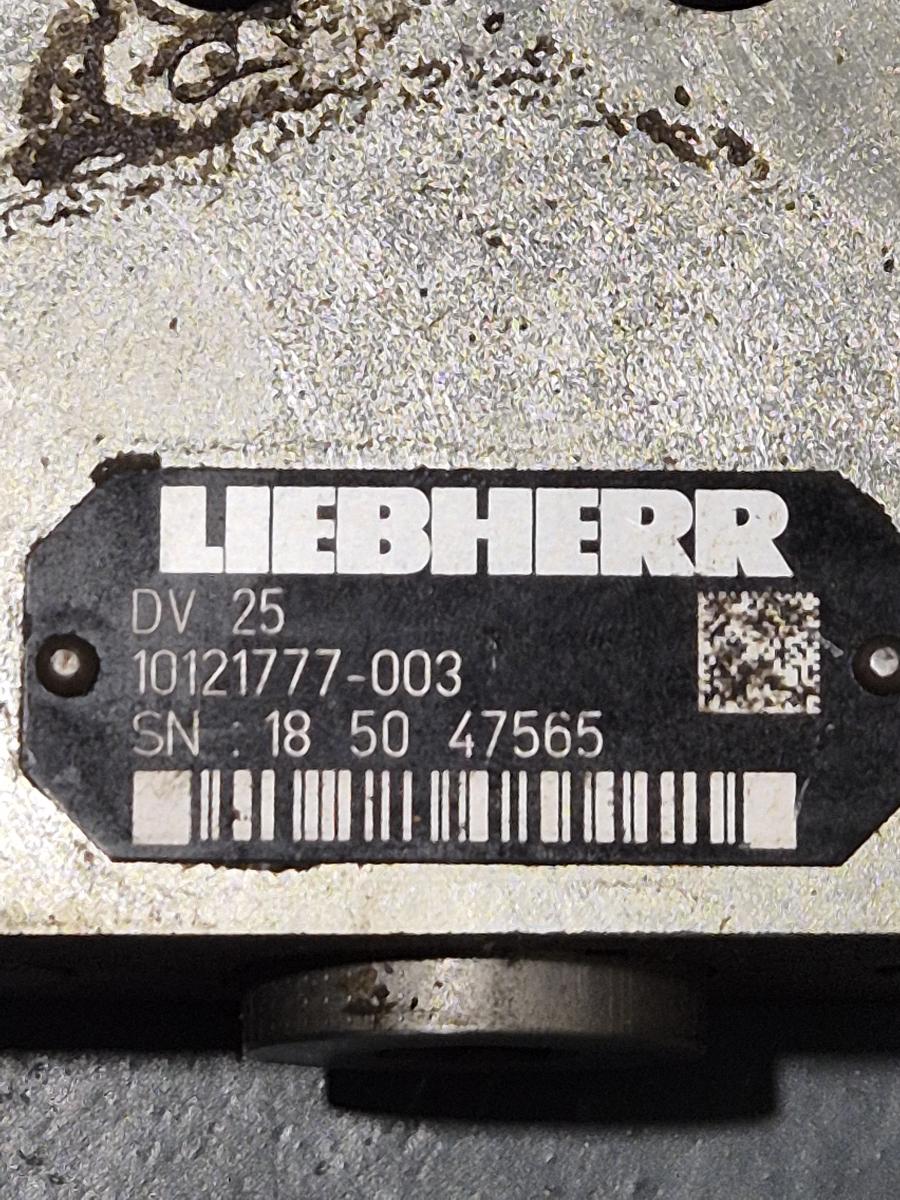 LIEBHERR
DV 25
10121777-003
SN : 18 50 47565